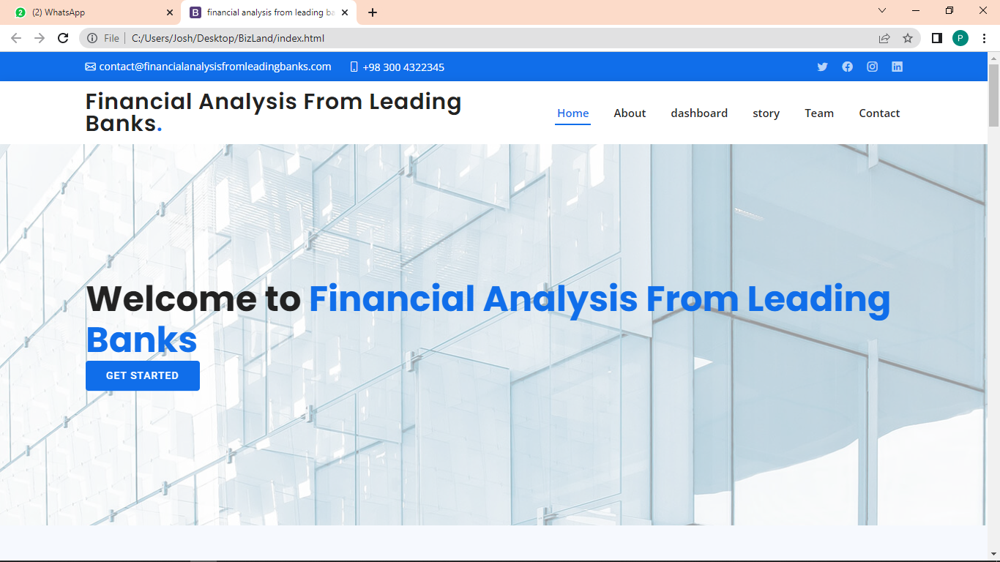 2
(2) WhatsApp
B
financial analysis from leading ba
File
C:/Users/Josh/Desktop/BizLand/index.html
P
contact@financialanalysisfromleadingbanks.com
+98 300 4322345
Financial Analysis From Leading
Banks.
Home
About
dashboard
story
Team
Contact
Welcome to Financial Analysis From Leading
Banks
GET STARTED